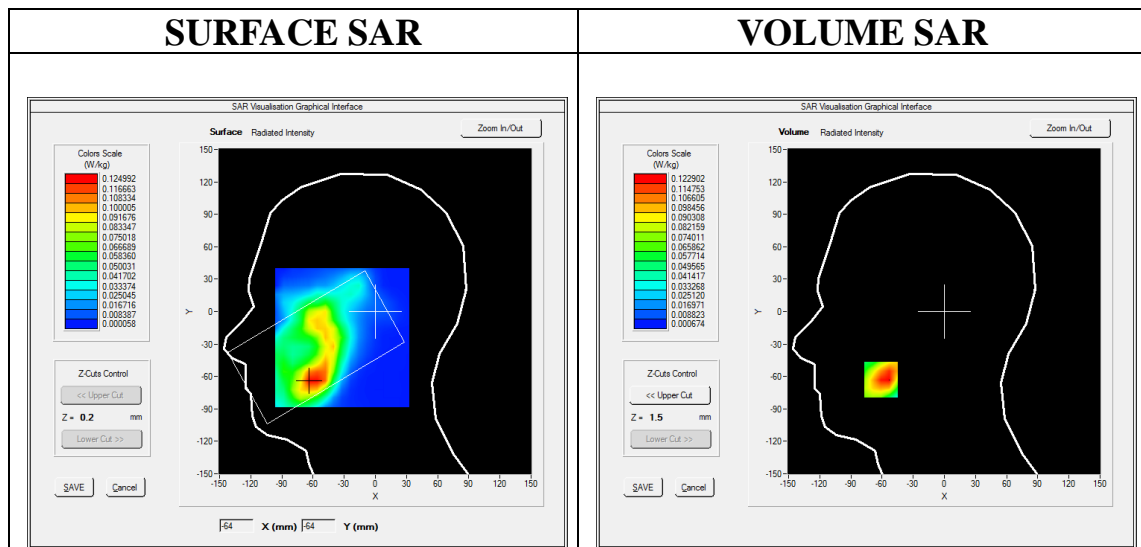 SURFACE SAR
VOLUME SAR
SAR Visualisation Graphical Interface
Surface Radiated Intensity
Zoom In/Out
Colors Scale
(W/kg)
0.124992
0.116663
0.108334
0.100005
0.091676
0.083347
0.075018
0.066689
0.058360
0.050031
0.041702
0.033374
0.025045
0.016716
0.008387
0.000058
150
120
90
60
30
0
-30
-60
-90
-120
-150
Y
-150 -120 -90 -60 -30 0 30 60 90 120 150
X
Z-Cuts Control
<< Upper Cut
Z = 0.2 mm
Lower Cut >>
SAVE Cancel
-64 X (mm) -64 Y (mm)
SAR Visualisation Graphical Interface
Volume Radiated Intensity
Zoom In/Out
Colors Scale
(W/kg)
0.122902
0.114753
0.106605
0.098456
0.090308
0.082159
0.074011
0.065862
0.057714
0.049565
0.041417
0.033268
0.025120
0.016971
0.008823
0.000674
150
120
90
60
30
0
-30
-60
-90
-120
-150
Y
-150 -120 -90 -60 -30 0 30 60 90 120 150
X
Z-Cuts Control
<< Upper Cut
Z = 1.5 mm
Lower Cut >>
SAVE Cancel